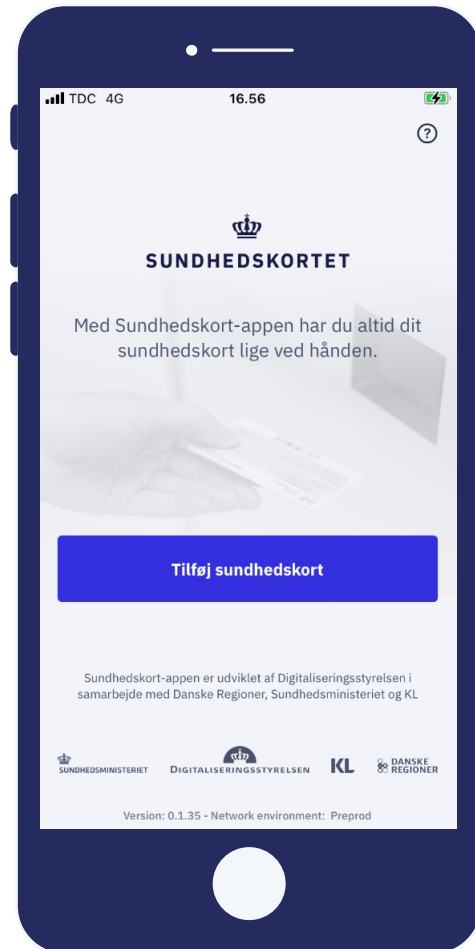 TDC 4G 16.56
?
SUNDHEDSKORTET
Med Sundhedskort-appen har du altid dit
sundhedskort lige ved hånden.
Tilføj sundhedskort
Sundhedskort-appen er udviklet af Digitaliseringsstyrelsen i
samarbejde med Danske Regioner, Sundhedsministeriet og KL
SUNDHEDSMINISTERIET DIGITALISERINGSSTYRELSEN KL DANSKE
REGIONER
Version: 0.1.35 - Network environment: Preprod